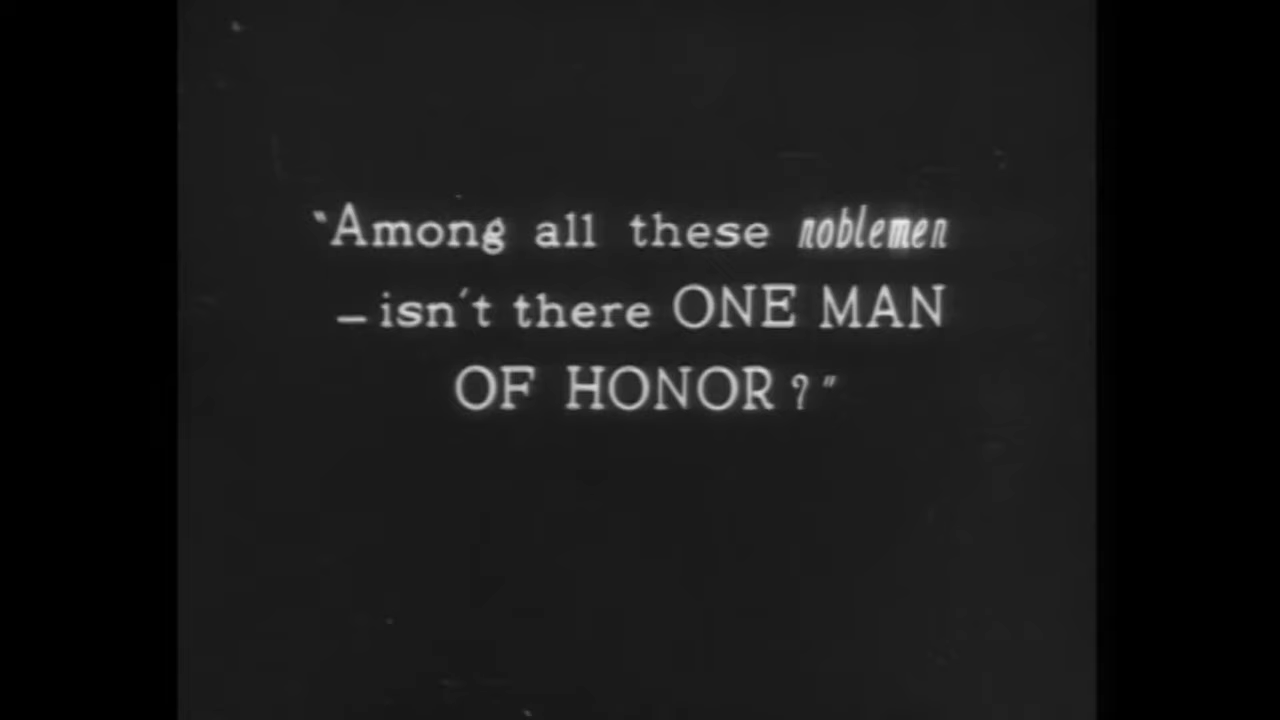 "Among all these noblemen
— isn't there ONE MAN
OF HONOR?"